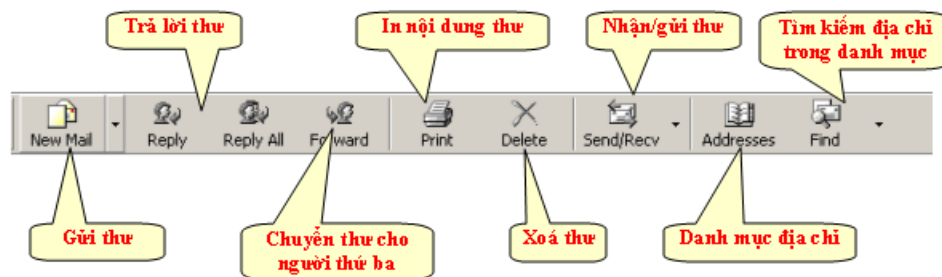 Trả lời thư
In nội dung thư
Nhận/gửi thư
Tìm kiếm địa chỉ
trong danh mục
New Mail
Reply
Reply All
Forward
Print
Delete
Send/Recv
Addresses
Find
Gửi thư
Chuyển thư cho
người thứ ba
Xoá thư
Danh mục địa chỉ